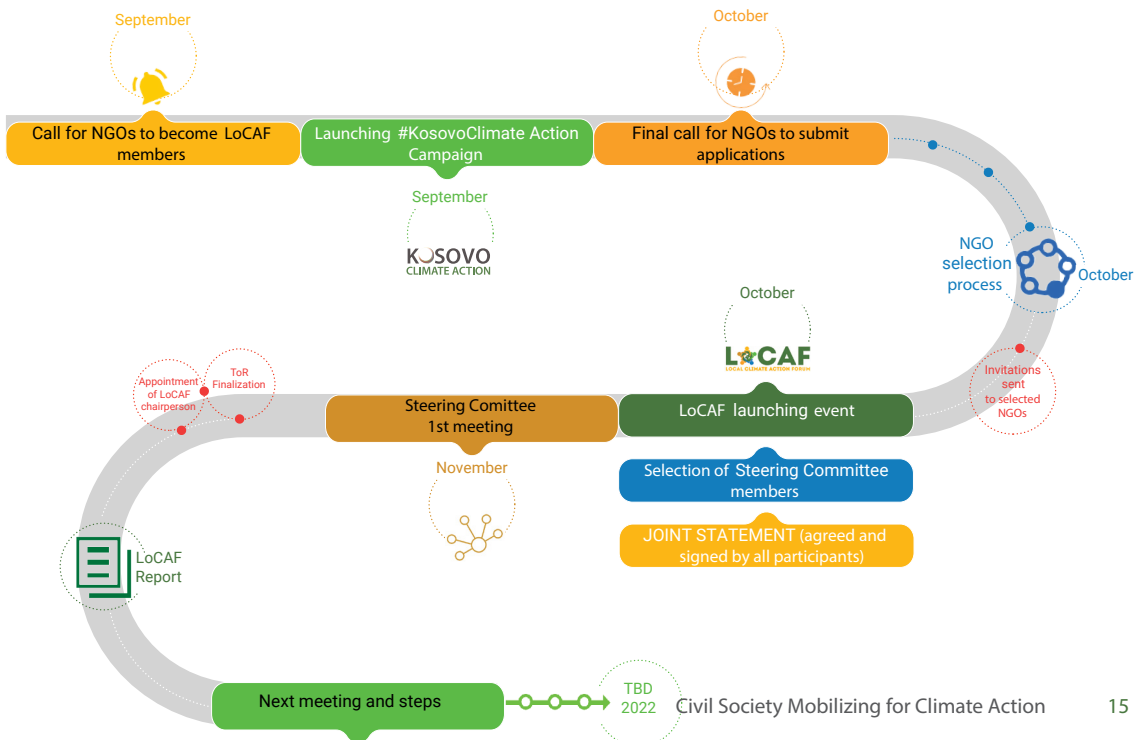 September
October
Call for NGOs to become LoCAF
members
Launching #KosovoClimate Action
Campaign
Final call for NGOs to submit
applications
September
KOSOVO
CLIMATE ACTION
NGO
selection
process
October
October
LOCAF
LOCAL CLIMATE ACTION FORUM
Invitations
sent
to selected
NGOs
Appointment
of LoCAF
chairperson
ToR
Finalization
Steering Comittee
1st meeting
LoCAF launching event
November
Selection of Steering Committee
members
JOINT STATEMENT (agreed and
signed by all participants)
LoCAF
Report
Next meeting and steps
TBD
2022
Civil Society Mobilizing for Climate Action 15